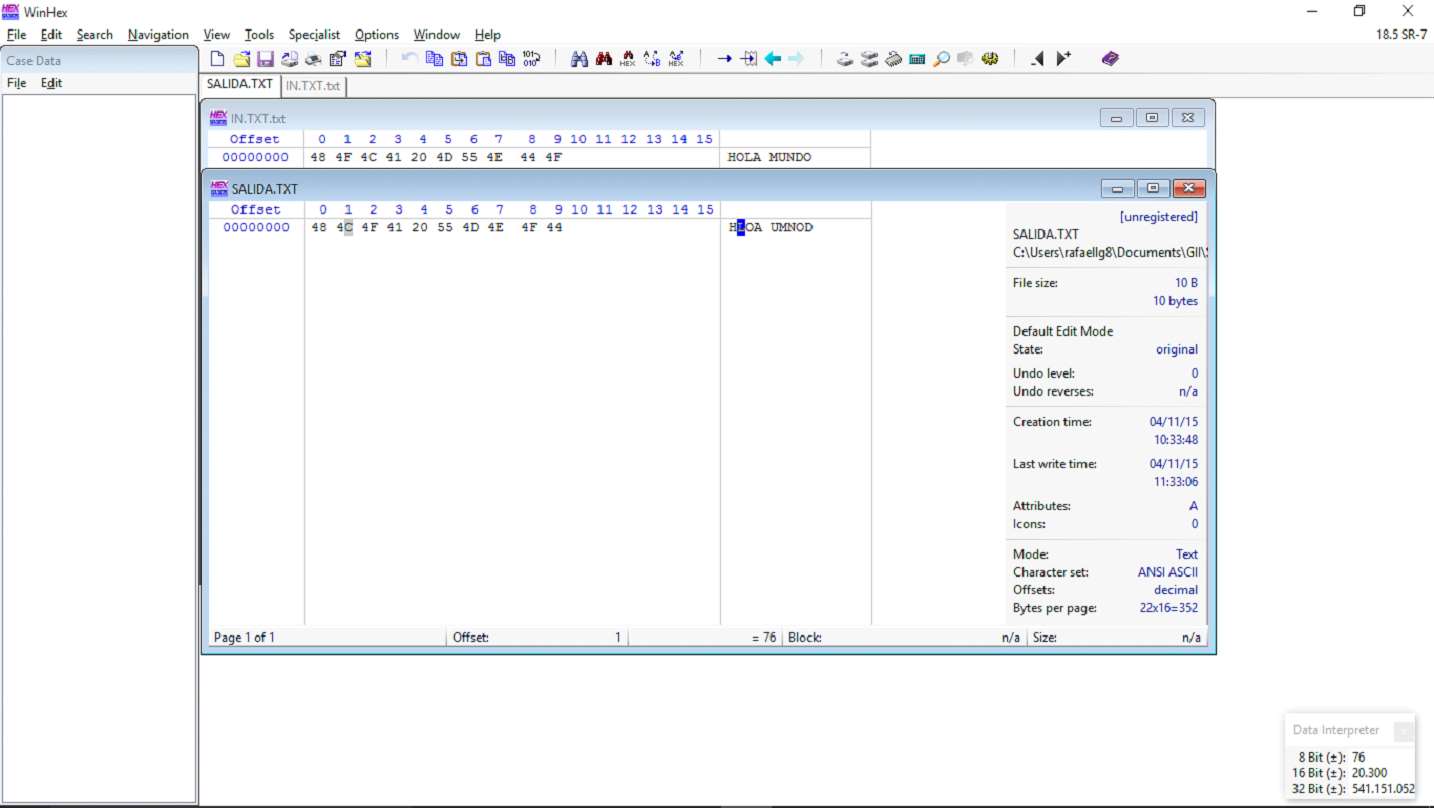 WinHex
File Edit Search Navigation View Tools Specialist Options Window Help 18.5 SR-7
Case Data
File Edit
SALIDA.TXT IN.TXT.txt
IN.TXT.txt
Offset 0 1 2 3 4 5 6 7 8 9 10 11 12 13 14 15
00000000 48 4F 4C 41 20 4D 55 4E 44 4F HOLA MUNDO
SALIDA.TXT
Offset 0 1 2 3 4 5 6 7 8 9 10 11 12 13 14 15
00000000 48 4C 4F 41 20 55 4D 4E 4F 44 HLOA UMNOD
[unregistered]
SALIDA.TXT
C:\Users\rafaellg8\Documents\GII\
File size: 10 B
10 bytes
Default Edit Mode
State: original
Undo level: 0
Undo reverses: n/a
Creation time: 04/11/15
10:33:48
Last write time: 04/11/15
11:33:06
Attributes: A
Icons: 0
Mode: Text
Character set: ANSI ASCII
Offsets: decimal
Bytes per page: 22x16=352
Page 1 of 1 Offset: 1 = 76 Block: n/a Size: n/a
Data Interpreter
8 Bit (±): 76
16 Bit (±): 20.300
32 Bit (±): 541.151.052